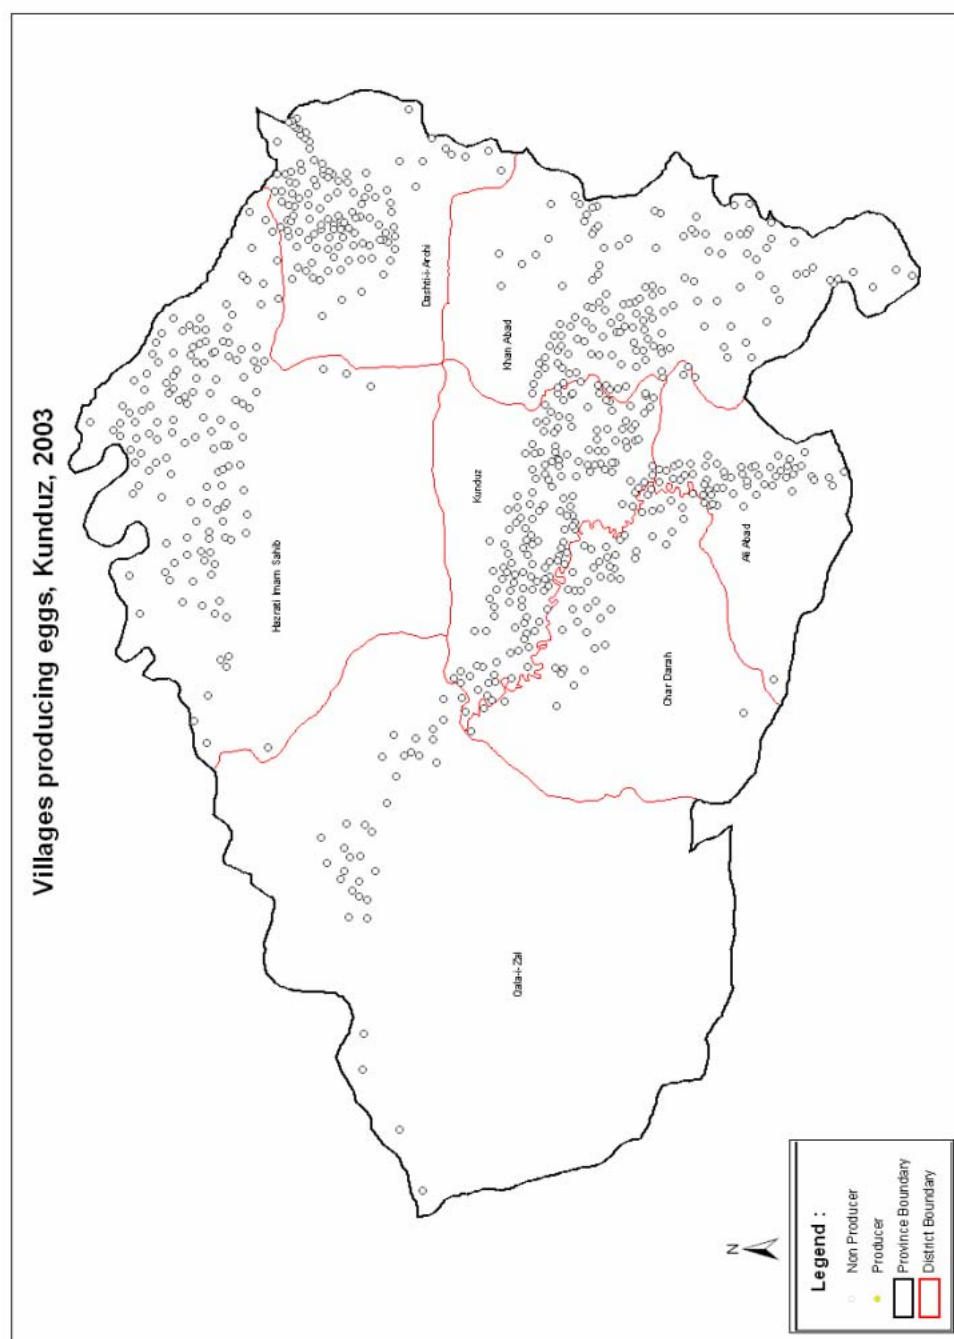 Villages producing eggs, Kunduz, 2003
Hazrati Imam Sahib
Dashti-i-Archi
Kunduz
Khan Abad
Qala-i-Zal
Char Darah
Ali Abad
N
Legend :
Non Producer
Producer
Province Boundary
District Boundary